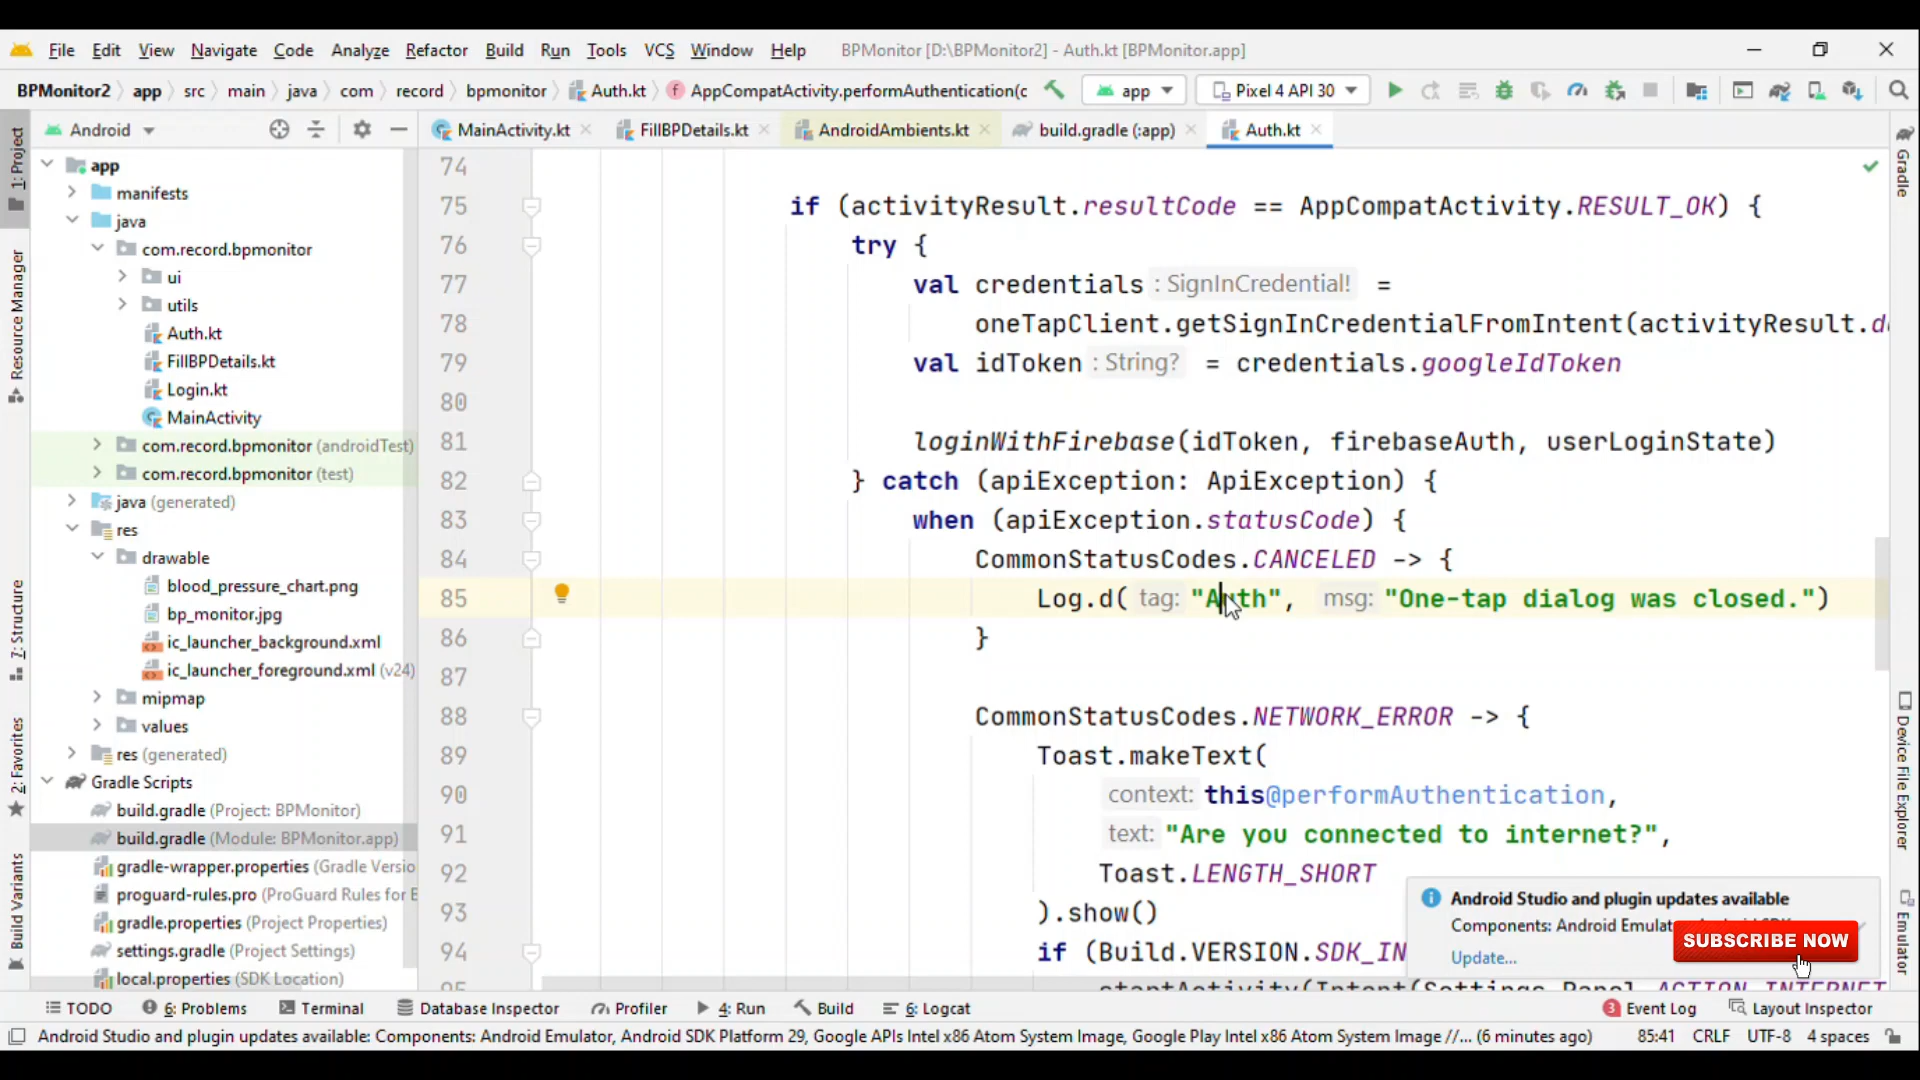 File Edit View Navigate Code Analyze Refactor Build Run Tools VCS Window Help BPMonitor [D:\BPMonitor2] - Auth.kt [BPMonitor.app]
BPMonitor2 app src main java com record bpmonitor Auth.kt AppCompatActivity.performAuthentication(c app Pixel 4 API 30
Android MainActivity.kt FillBPDetails.kt AndroidAmbients.kt build.gradle (:app) Auth.kt
1: Project
Resource Manager
7: Structure
2: Favorites
Build Variants
app
manifests
java
com.record.bpmonitor
ui
utils
Auth.kt
FillBPDetails.kt
Login.kt
MainActivity
com.record.bpmonitor (androidTest)
com.record.bpmonitor (test)
java (generated)
res
drawable
blood_pressure_chart.png
bp_monitor.jpg
ic_launcher_background.xml
ic_launcher_foreground.xml (v24)
mipmap
values
res (generated)
Gradle Scripts
build.gradle (Project: BPMonitor)
build.gradle (Module: BPMonitor.app)
gradle-wrapper.properties (Gradle Versio
proguard-rules.pro (ProGuard Rules for
gradle.properties (Project Properties)
settings.gradle (Project Settings)
local.properties (SDK Location)
74
75 if (activityResult.resultCode == AppCompatActivity.RESULT_OK) {
76 try {
77 val credentials : SignInCredential! =
78 oneTapClient.getSignInCredentialFromIntent(activityResult.d
79 val idToken : String? = credentials.googleIdToken
80
81 loginWithFirebase(idToken, firebaseAuth, userLoginState)
82 } catch (apiException: ApiException) {
83 when (apiException.statusCode) {
84 CommonStatusCodes.CANCELED -> {
85 Log.d( tag: "Auth", msg: "One-tap dialog was closed.")
86 }
87
88 CommonStatusCodes.NETWORK_ERROR -> {
89 Toast.makeText(
90 context: this@performAuthentication,
91 text: "Are you connected to internet?",
92 Toast.LENGTH_SHORT
93 ).show()
94 if (Build.VERSION.SDK_IN
startActivity(Intent(Settings.Panel.ACTION_INTERNET
Gradle
Device File Explorer
Emulator
Android Studio and plugin updates available
Components: Android Emulat
Update...
SUBSCRIBE NOW
TODO 6: Problems Terminal Database Inspector Profiler 4: Run Build 6: Logcat 3 Event Log Layout Inspector
Android Studio and plugin updates available: Components: Android Emulator, Android SDK Platform 29, Google APIs Intel x86 Atom System Image, Google Play Intel x86 Atom System Image //... (6 minutes ago) 85:41 CRLF UTF-8 4 spaces